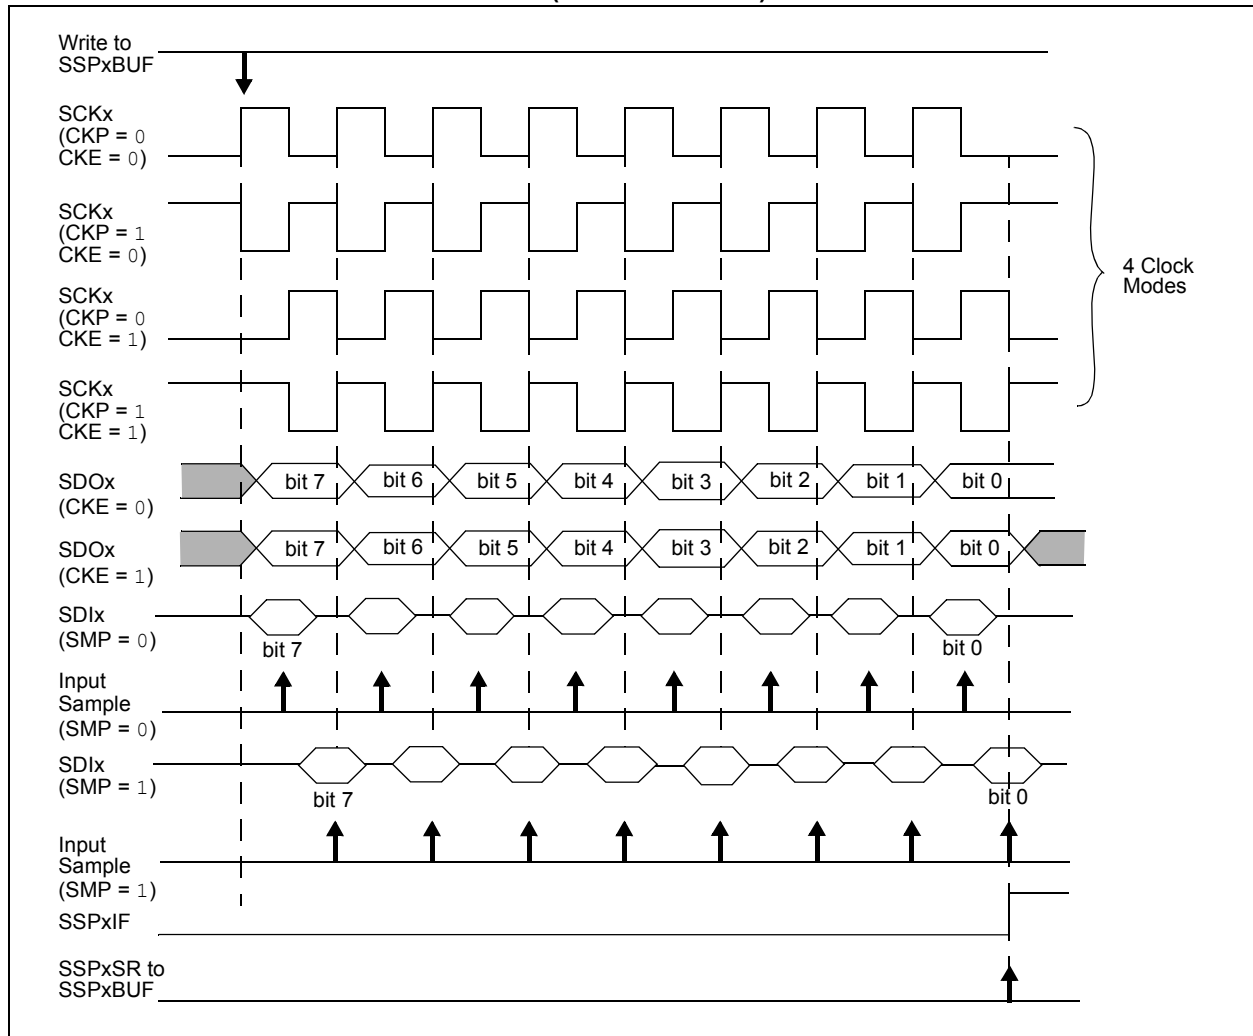 Write to
SSPxBUF
SCKx
(CKP = 0
CKE = 0)
SCKx
(CKP = 1
CKE = 0)
SCKx
(CKP = 0
CKE = 1)
SCKx
(CKP = 1
CKE = 1)
4 Clock
Modes
SDOx
(CKE = 0)
bit 7 bit 6 bit 5 bit 4 bit 3 bit 2 bit 1 bit 0
SDOx
(CKE = 1)
bit 7 bit 6 bit 5 bit 4 bit 3 bit 2 bit 1 bit 0
SDIx
(SMP = 0)
bit 7 bit 0
Input
Sample
(SMP = 0)
SDIx
(SMP = 1)
bit 7 bit 0
Input
Sample
(SMP = 1)
SSPxIF
SSPxSR to
SSPxBUF